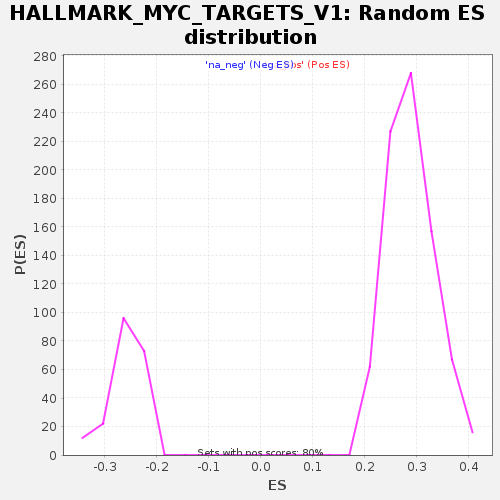 HALLMARK_MYC_TARGETS_V1: Random ES
distribution
'na_neg' (Neg ES) s' (Pos ES)
280
260
240
220
200
180
160
140
120
100
80
60
40
20
0
P(ES)
Sets with pos scores: 80%
-0.3 -0.2 -0.1 0.0 0.1 0.2 0.3 0.4
ES